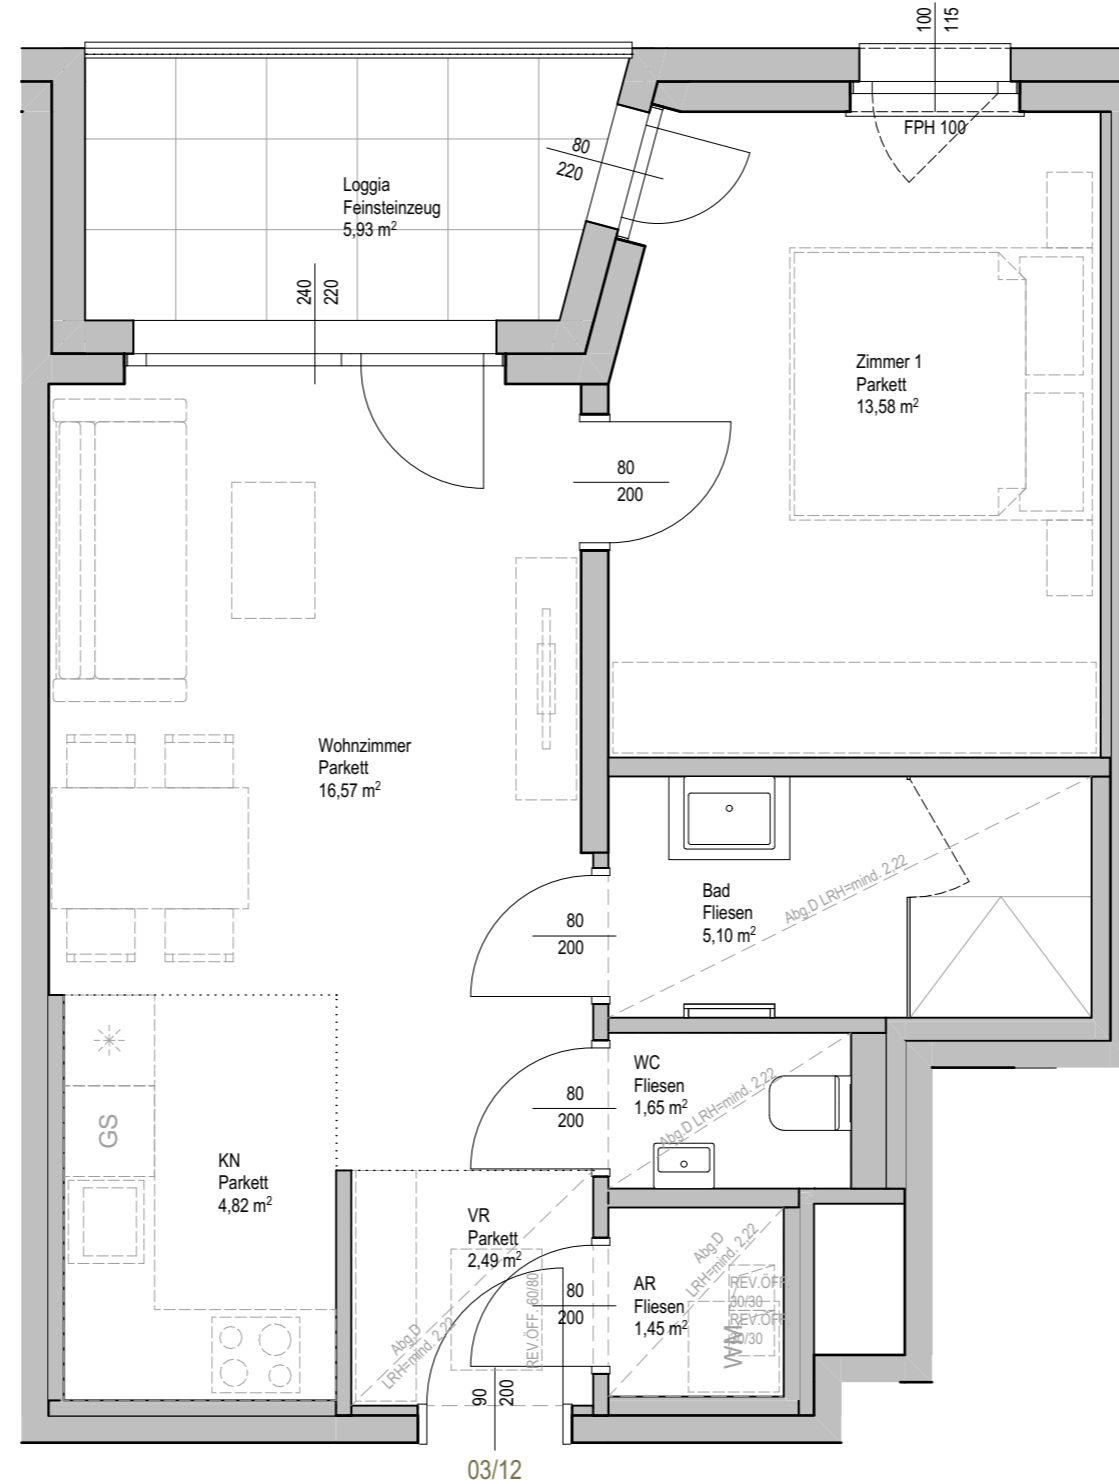 100
115
FPH 100
80
220
Loggia
Feinsteinzeug
5,93 m²
240
220
Zimmer 1
Parkett
13,58 m²
80
200
Wohnzimmer
Parkett
16,57 m²
Abg.D LRH=mind. 2,22
Bad
Fliesen
5,10 m²
80
200
WC
Fliesen
1,65 m²
Abg.D LRH=mind. 2,22
80
200
GS
KN
Parkett
4,82 m²
VR
Parkett
2,49 m²
Abg.D
LRH=mind. 2,22
REV.ÖFF. 60/80
80
200
AR
Fliesen
1,45 m²
Abg.D
LRH=mind. 2,22
REV.ÖFF.
30/30
REV.ÖFF.
30/30
WM
90
200
03/12